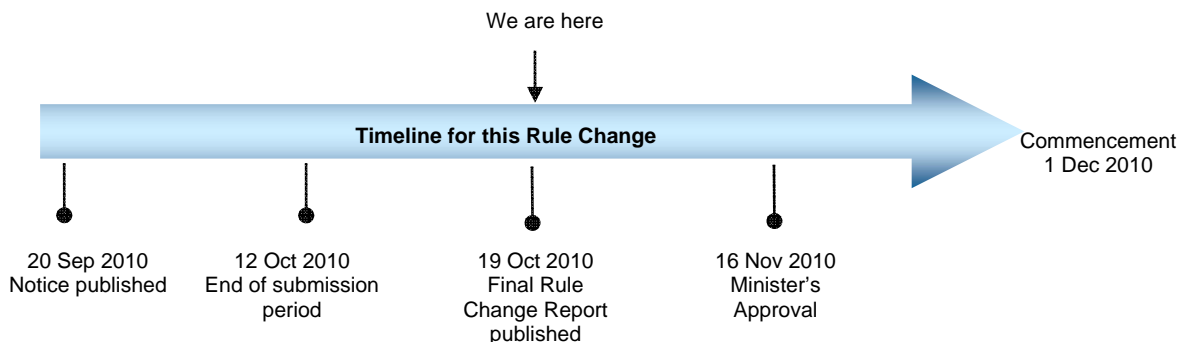 We are here
Timeline for this Rule Change
Commencement
1 Dec 2010
20 Sep 2010
Notice published
12 Oct 2010
End of submission
period
19 Oct 2010
Final Rule
Change Report
published
16 Nov 2010
Minister's
Approval